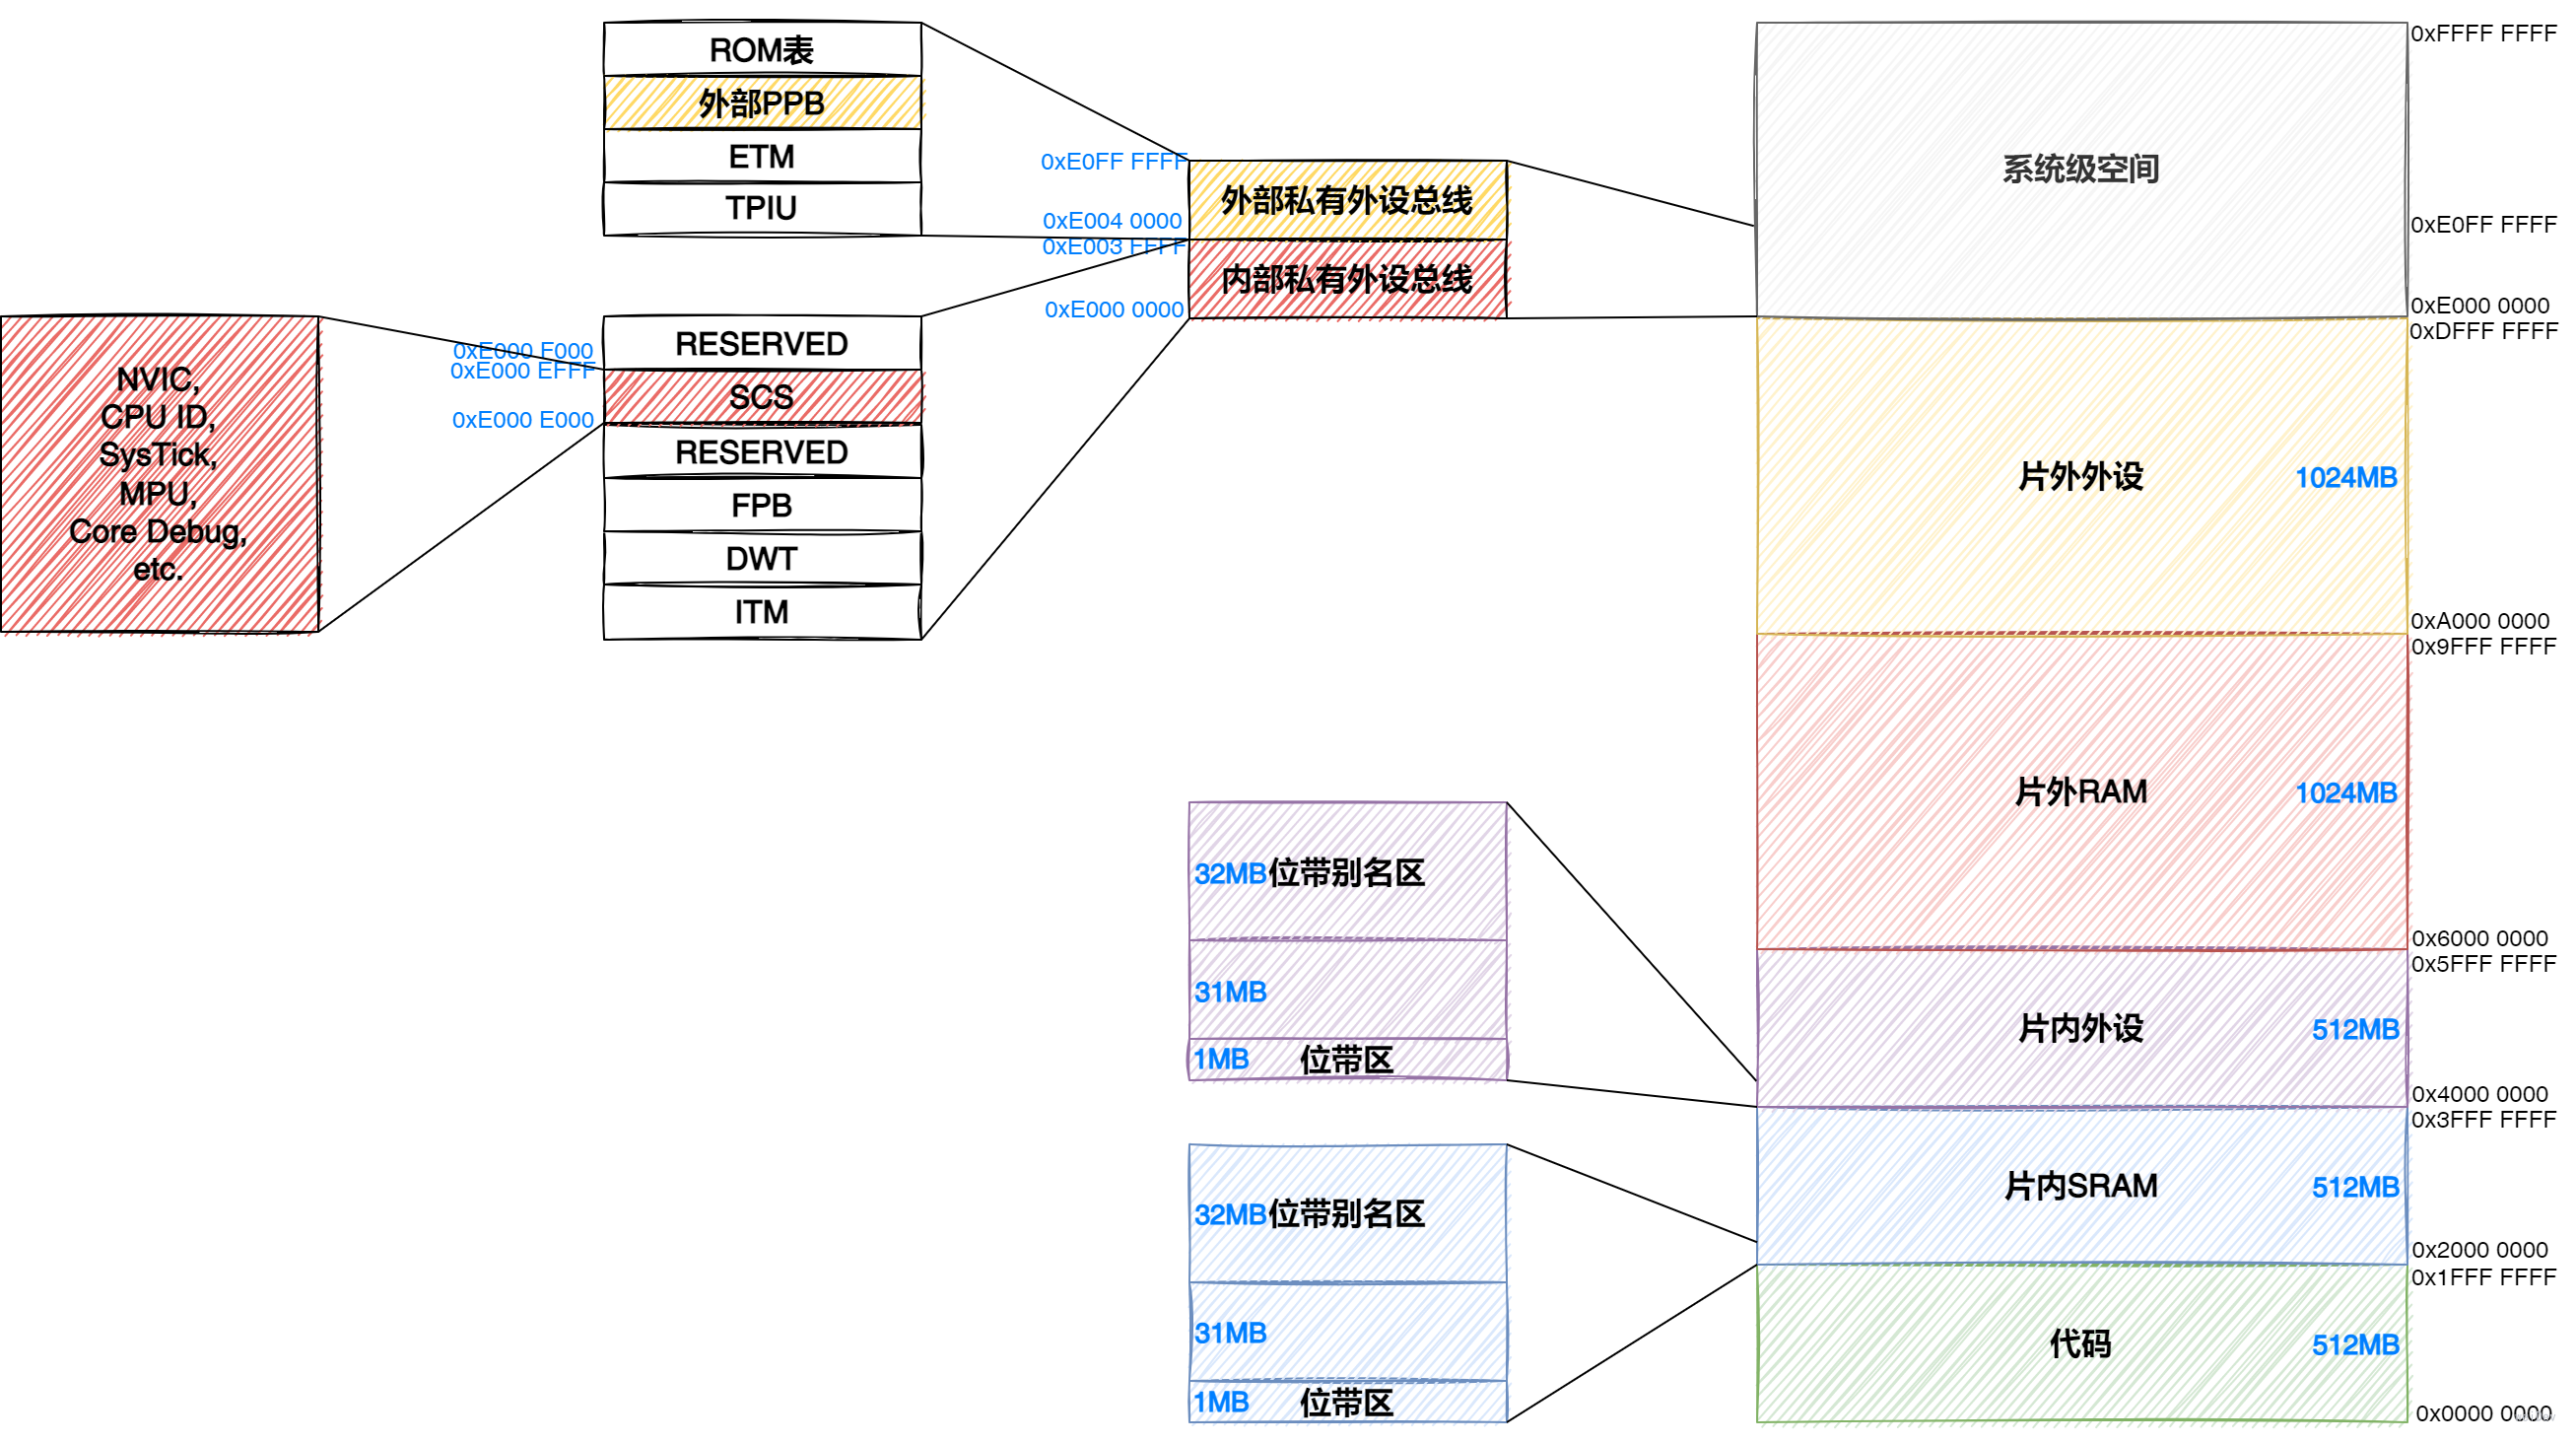 ROM表
外部PPB
ETM
TPIU
NVIC,
CPU ID,
SysTick,
MPU,
Core Debug,
etc.
0xE000 F000
0xE000 EFFF
0xE000 E000
RESERVED
SCS
RESERVED
FPB
DWT
ITM
0xE0FF FFFF
0xE004 0000
0xE003 FFFF
0xE000 0000
外部私有外设总线
内部私有外设总线
32MB位带别名区
31MB
1MB 位带区
32MB位带别名区
31MB
1MB 位带区
系统级空间
片外外设 1024MB
片外RAM 1024MB
片内外设 512MB
片内SRAM 512MB
代码 512MB
0xFFFF FFFF
0xE0FF FFFF
0xE000 0000
0xDFFF FFFF
0xA000 0000
0x9FFF FFFF
0x6000 0000
0x5FFF FFFF
0x4000 0000
0x3FFF FFFF
0x2000 0000
0x1FFF FFFF
0x0000 0000